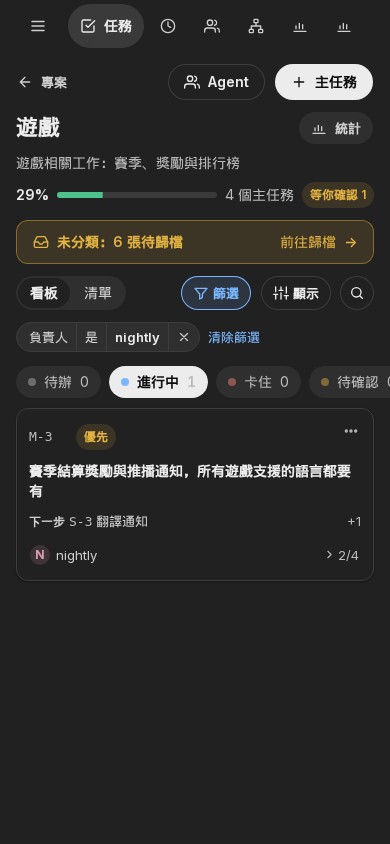 任務
專案
Agent
主任務
遊戲
統計
遊戲相關工作：賽季、獎勵與排行榜
29%
4 個主任務
等你確認 1
未分類：6 張待歸檔
前往歸檔
看板
清單
篩選
顯示
負責人 是 nightly
清除篩選
待辦 0
進行中 1
卡住 0
待確認
M-3
優先
賽季結算獎勵與推播通知，所有遊戲支援的語言都要
有
下一步 S-3 翻譯通知
+1
N nightly
2/4